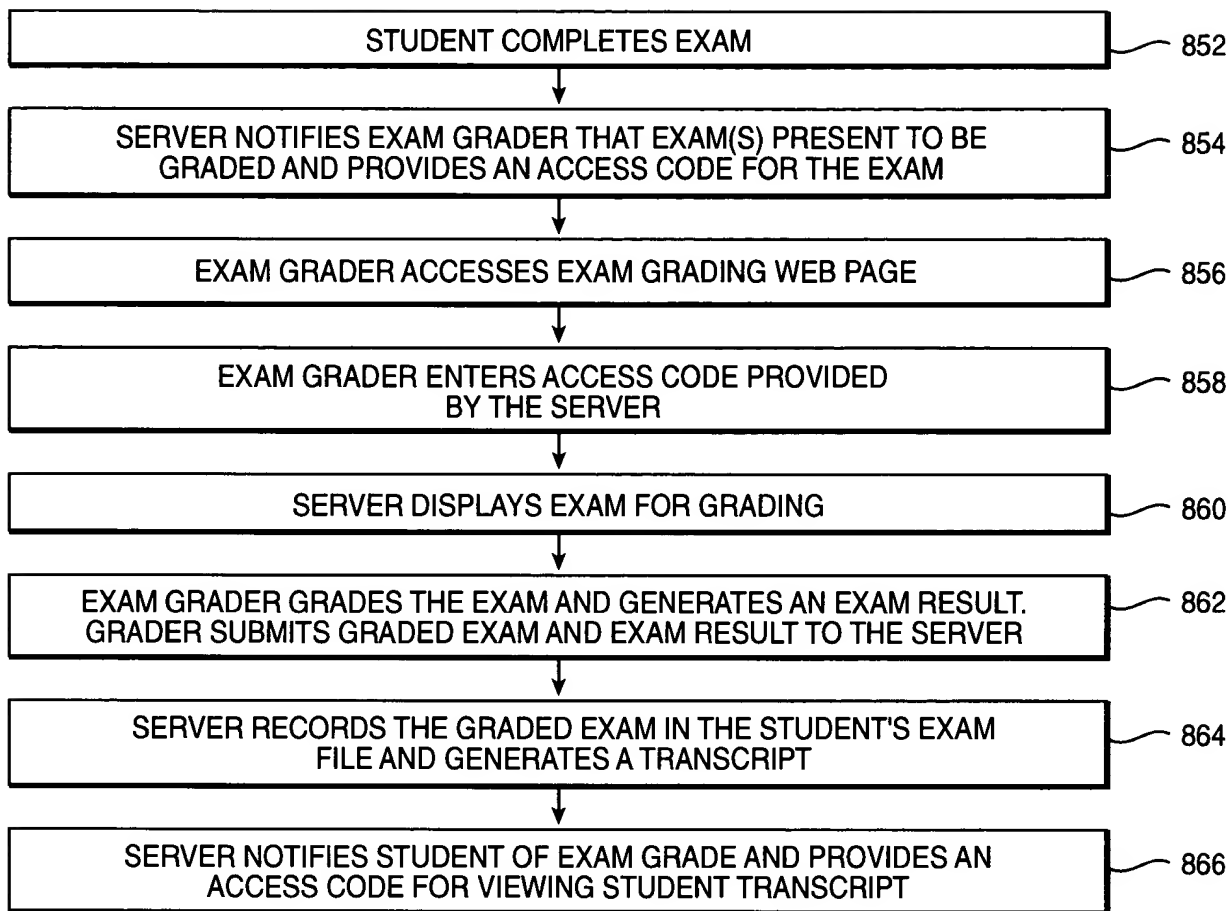 STUDENT COMPLETES EXAM
852
SERVER NOTIFIES EXAM GRADER THAT EXAM(S) PRESENT TO BE
GRADED AND PROVIDES AN ACCESS CODE FOR THE EXAM
854
EXAM GRADER ACCESSES EXAM GRADING WEB PAGE
856
EXAM GRADER ENTERS ACCESS CODE PROVIDED
BY THE SERVER
858
SERVER DISPLAYS EXAM FOR GRADING
860
EXAM GRADER GRADES THE EXAM AND GENERATES AN EXAM RESULT.
GRADER SUBMITS GRADED EXAM AND EXAM RESULT TO THE SERVER
862
SERVER RECORDS THE GRADED EXAM IN THE STUDENT'S EXAM
FILE AND GENERATES A TRANSCRIPT
864
SERVER NOTIFIES STUDENT OF EXAM GRADE AND PROVIDES AN
ACCESS CODE FOR VIEWING STUDENT TRANSCRIPT
866